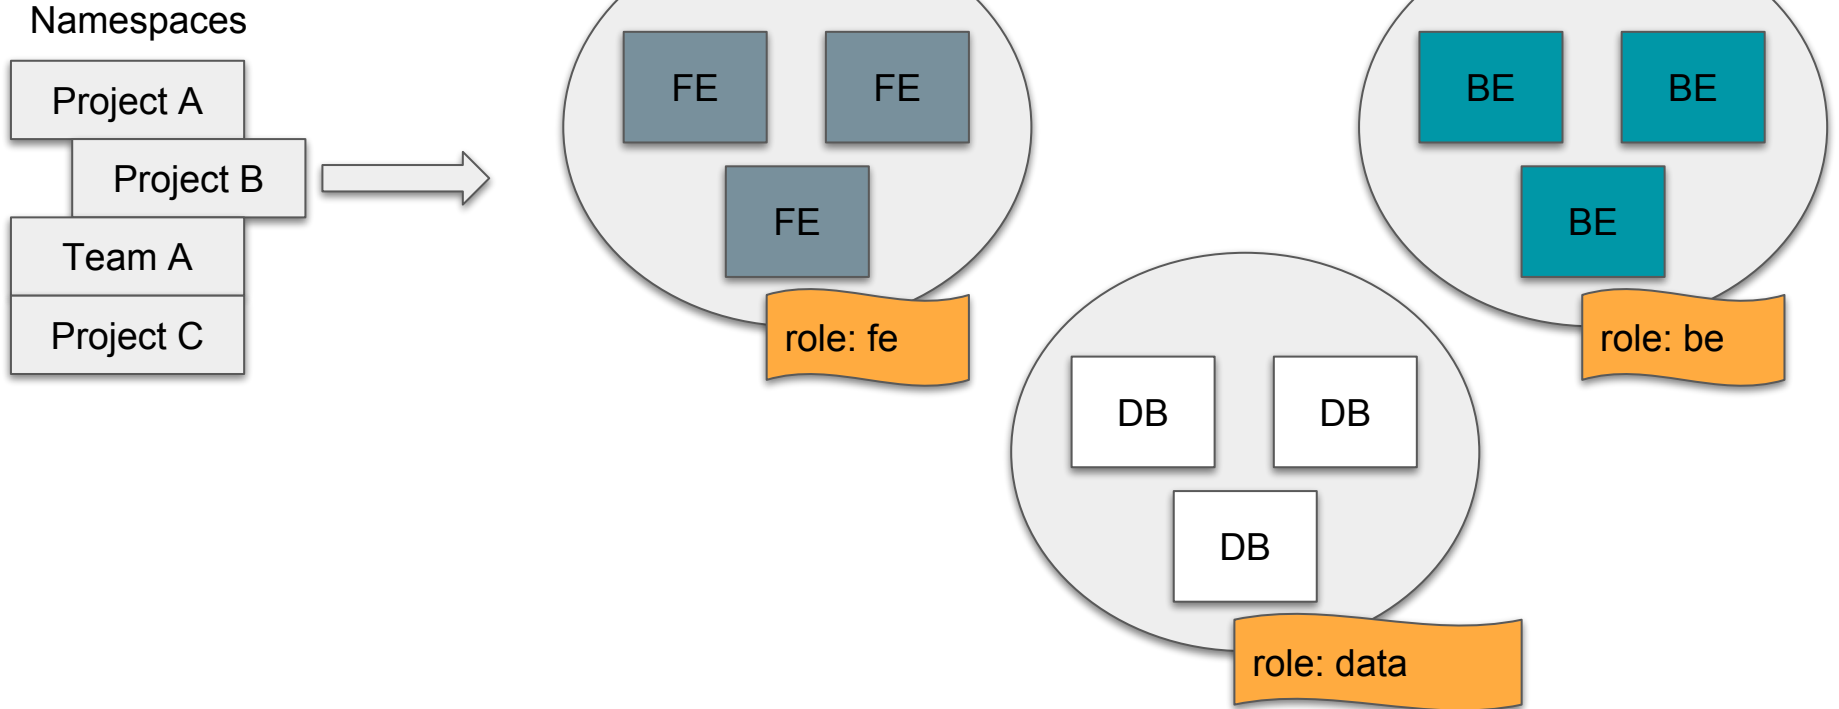 Namespaces
Project A
Project B
Team A
Project C
FE
FE
FE
role: fe
BE
BE
BE
role: be
DB
DB
DB
role: data